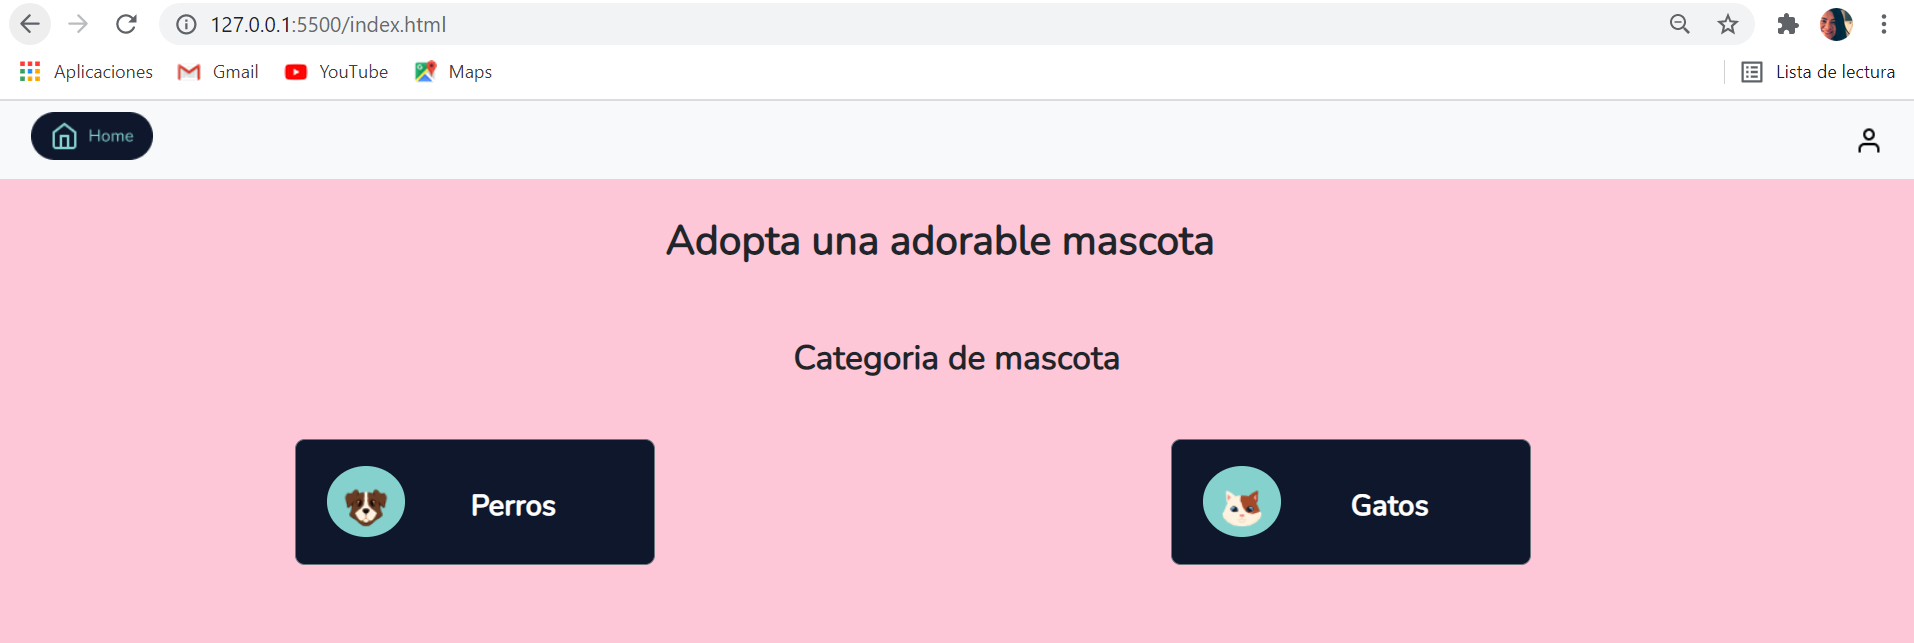 127.0.0.1:5500/index.html
Aplicaciones Gmail YouTube Maps Lista de lectura
Home
Adopta una adorable mascota
Categoria de mascota
Perros Gatos